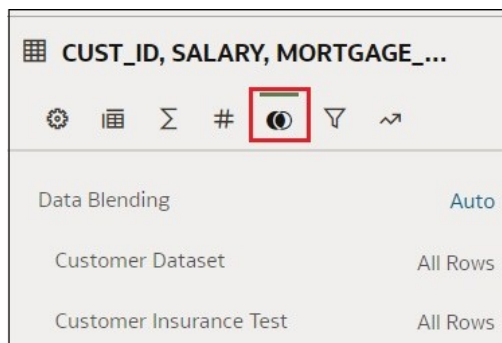 CUST_ID, SALARY, MORTGAGE_...
Σ #
Data Blending Auto
Customer Dataset All Rows
Customer Insurance Test All Rows